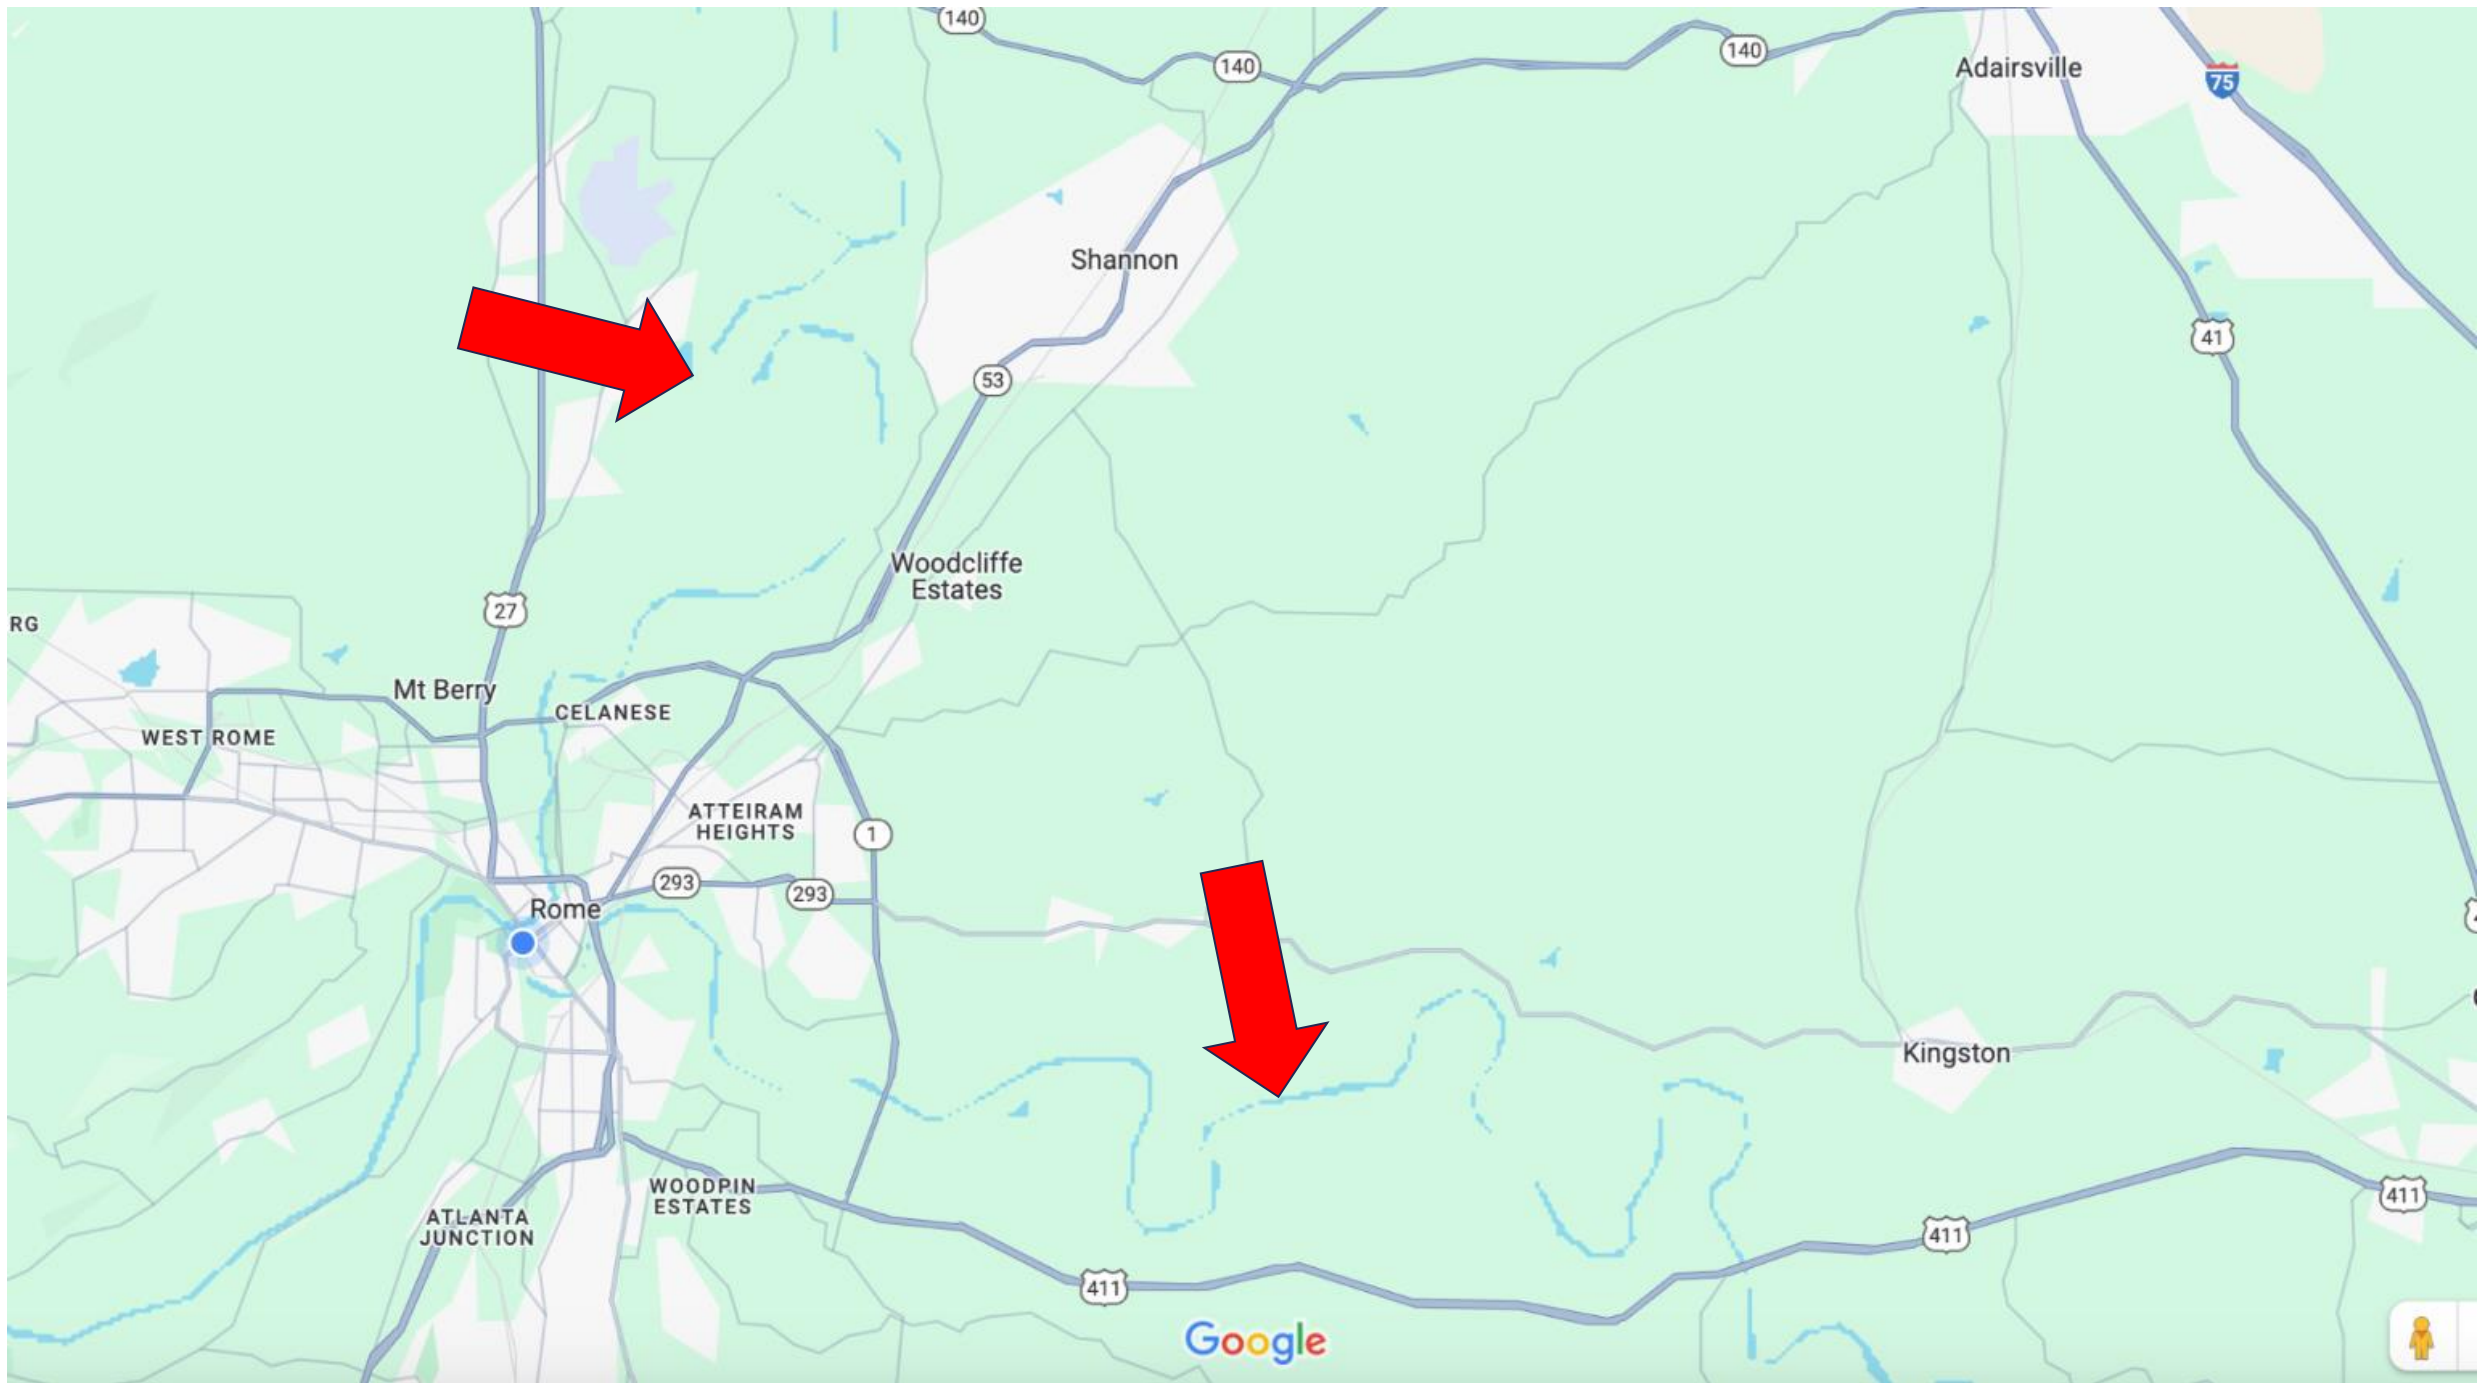 140
140
140
Adairsville
75
Shannon
41
53
Woodcliffe
Estates
27
RG
Mt Berry
CELANESE
WEST ROME
ATTEIRAM
HEIGHTS
1
293
293
Rome
Kingston
WOODPIN
ESTATES
411
ATLANTA
JUNCTION
411
411
Google